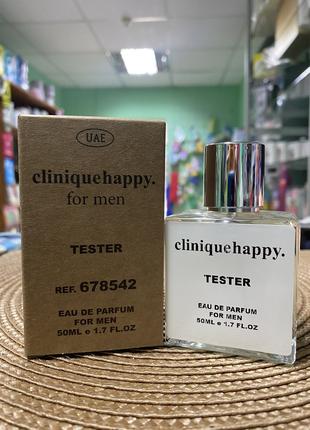 UAE
cliniquehappy.
for men
TESTER
REF. 678542
EAU DE PARFUM
FOR MEN
50ML e 1.7 FL.OZ
cliniquehappy.
TESTER
EAU DE PARFUM
FOR MEN
50ML e 1.7 FL.OZ